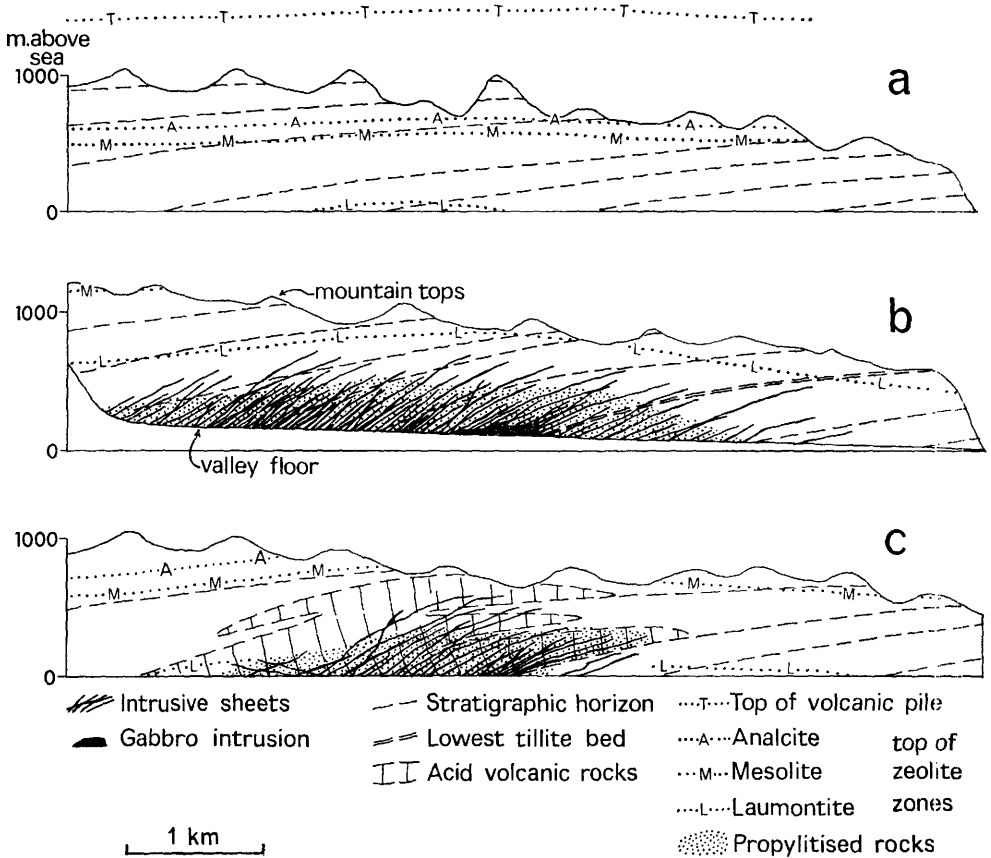 T T T T T T
m.above
sea
1000
a
A A A A A
M M M M M M
L L
0
M
mountain tops
1000
b
L L L L L L L
0
valley floor
1000
c
A A
M M M M M
L L L
0
Intrusive sheets
Gabbro intrusion
Stratigraphic horizon
Lowest tillite bed
Acid volcanic rocks
T Top of volcanic pile
A Analcite
M Mesolite
L Laumontite
top of
zeolite
zones
Propylitised rocks
1 km